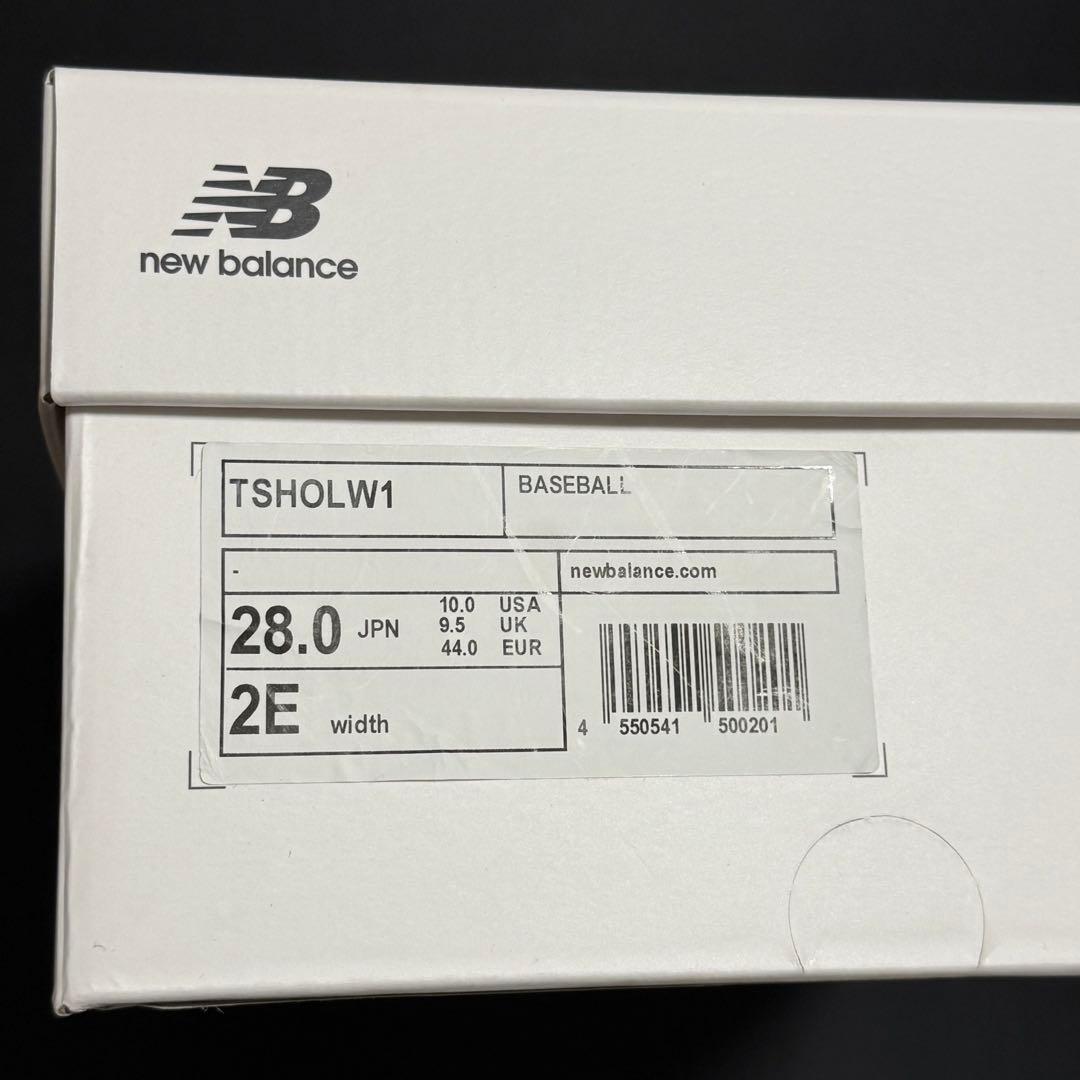 NB
new balance
TSHOLW1
BASEBALL
-
newbalance.com
28.0 JPN
10.0 USA
9.5 UK
44.0 EUR
2E width
4 550541 500201